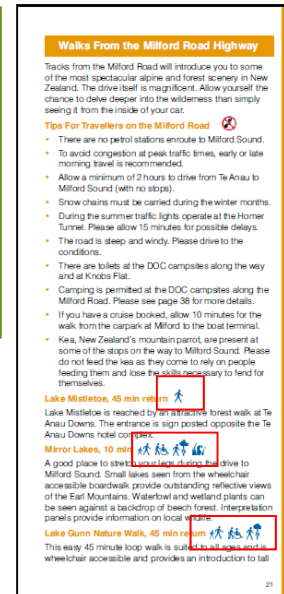 Walks From the Milford Road Highway
Tracks from the Milford Road will introduce you to some
of the most spectacular alpine and forest scenery in New
Zealand. The drive itself is magnificent. Allow yourself the
chance to delve deeper into the wilderness than simply
seeing it from the inside of your car.
Tips For Travellers on the Milford Road
• There are no petrol stations enroute to Milford Sound.
• To avoid congestion at peak traffic times, early or late
morning travel is recommended.
• Allow a minimum of 2 hours to drive from Te Anau to
Milford Sound (with no stops).
• Snow chains must be carried during the winter months.
• During the summer traffic lights operate at the Homer
Tunnel. Please allow 15 minutes for possible delays.
• The road is steep and windy. Please drive to the
conditions.
• There are toilets at the DOC campsites along the way
and at Knobs Flat.
• Camping is permitted at the DOC campsites along the
Milford Road. Please see page 38 for more details.
• If you have a cruise booked, allow 10 minutes for the
walk from the carpark at Milford to the boat terminal.
• Kea, New Zealand's mountain parrot, are present at
some of the stops on the way to Milford Sound. Please
do not feed the kea as they come to rely on people
feeding them and lose the skills necessary to fend for
themselves.
Lake Mistletoe, 45 min return
Lake Mistletoe is reached by an attractive forest walk at Te
Anau Downs. The entrance is sign posted opposite the Te
Anau Downs hotel complex.
Mirror Lakes, 10 min
A good place to stretch your legs during the drive to
Milford Sound. Small lakes seen from the wheelchair
accessible boardwalk provide outstanding reflective views
of the Earl Mountains. Waterfowl and wetland plants can
be seen against a backdrop of beech forest. Interpretation
panels provide information on local wildlife.
Lake Gunn Nature Walk, 45 min return
This easy 45 minute loop walk is suited to all ages and is
wheelchair accessible and provides an introduction to tall
21